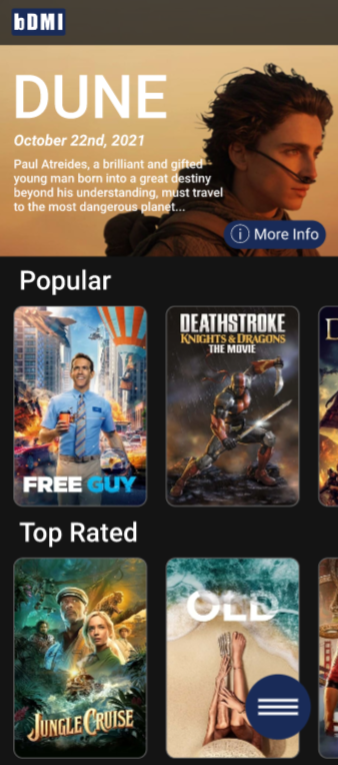 bDMI
DUNE
October 22nd, 2021
Paul Atreides, a brilliant and gifted
young man born into a great destiny
beyond his understanding, must travel
to the most dangerous planet...
More Info
Popular
FREE GUY
DEATHSTROKE
KNIGHTS & DRAGONS
THE MOVIE
Top Rated
JUNGLE CRUISE
OLD